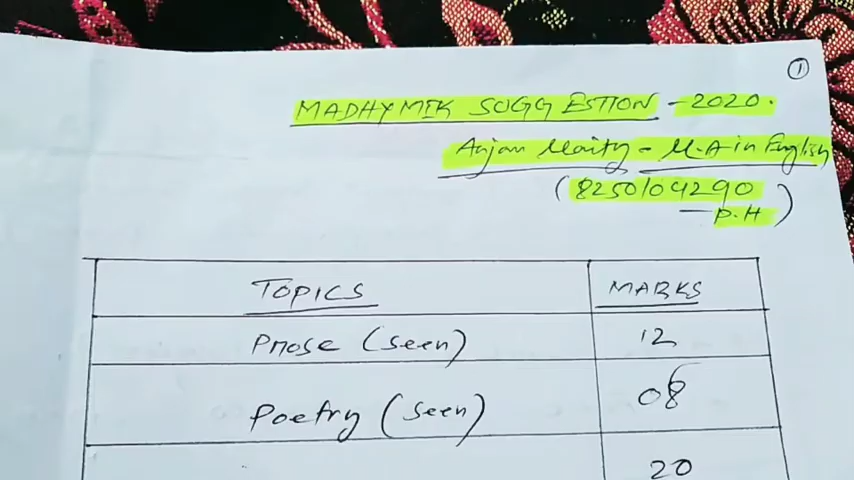 ①
MADHYMIK SUGGESTION - 2020.
Anjan Maity - M.A in English
(8250104290
- P.H)
TOPICS MARKS
Prose (seen) 12
Poetry (seen) 08
20